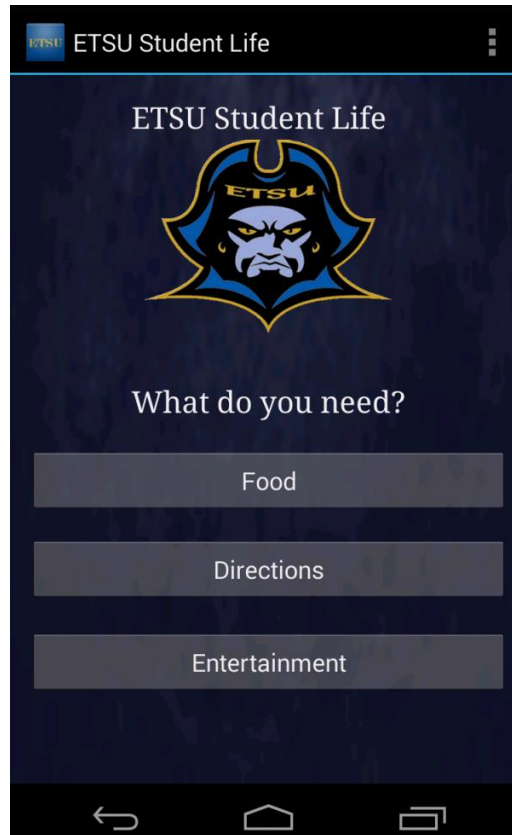 ETSU ETSU Student Life
ETSU Student Life
ETSU
What do you need?
Food
Directions
Entertainment